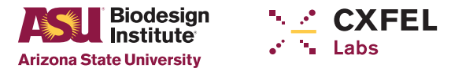 ASU Biodesign
Institute
Arizona State University
CXFEL
Labs